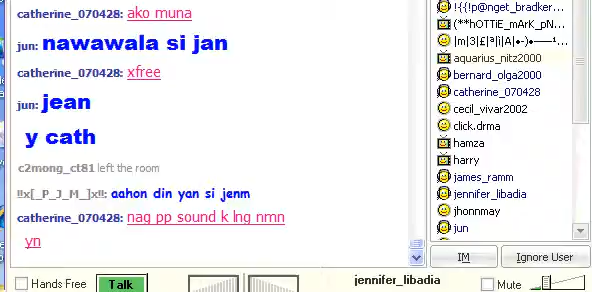 catherine_070428: ako muna
jun: nawawala si jan
catherine_070428: xfree
jun: jean
y cath
c2mong_ct81 left the room
!!x[_P_J_M_]x!!: aahon din yan si jenm
catherine_070428: nag pp sound k lng nmn
yn
Hands Free
Talk
!{{!p@nget_bradker...
(**hOTTiE_mArK_pN...
aquarius_nitz2000
bernard_olga2000
catherine_070428
cecil_vivar2002
click.drma
hamza
harry
james_ramm
jennifer_libadia
jhonnmay
jun
IM
Ignore User
jennifer_libadia
Mute